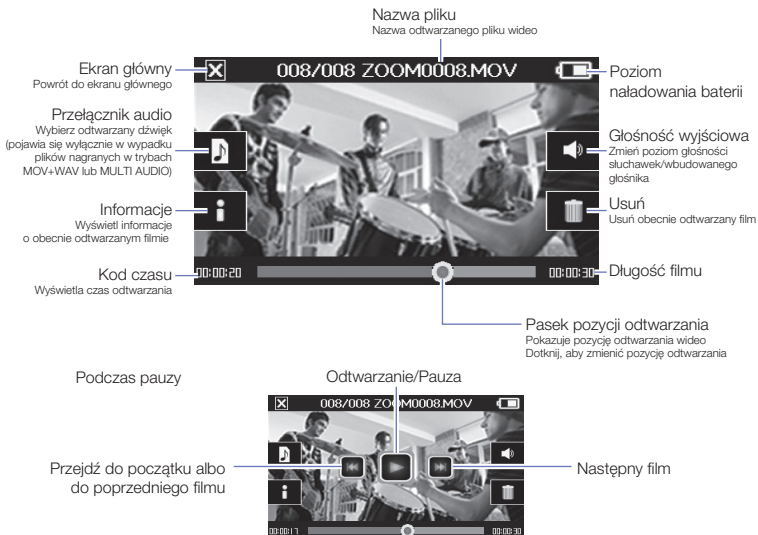 Nazwa pliku
Nazwa odtwarzanego pliku wideo
Ekran główny
Powrót do ekranu głównego
008/008 ZOOM0008.MOV
Poziom
naładowania baterii
Przełącznik audio
Wybierz odtwarzany dźwięk
(pojawia się wyłącznie w wypadku
plików nagranych w trybach
MOV+WAV lub MULTI AUDIO)
Głośność wyjściowa
Zmień poziom głośności
słuchawek/wbudowanego
głośnika
Informacje
Wyświetl informacje
o obecnie odtwarzanym filmie
Usuń
Usuń obecnie odtwarzany film
Kod czasu
Wyświetla czas odtwarzania
00:00:20
00:00:30
Długość filmu
Pasek pozycji odtwarzania
Pokazuje pozycję odtwarzania wideo
Dotknij, aby zmienić pozycję odtwarzania
Podczas pauzy
Odtwarzanie/Pauza
008/008 ZOOM0008.MOV
Przejdź do początku albo
do poprzedniego filmu
Następny film
00:00:17
00:00:30